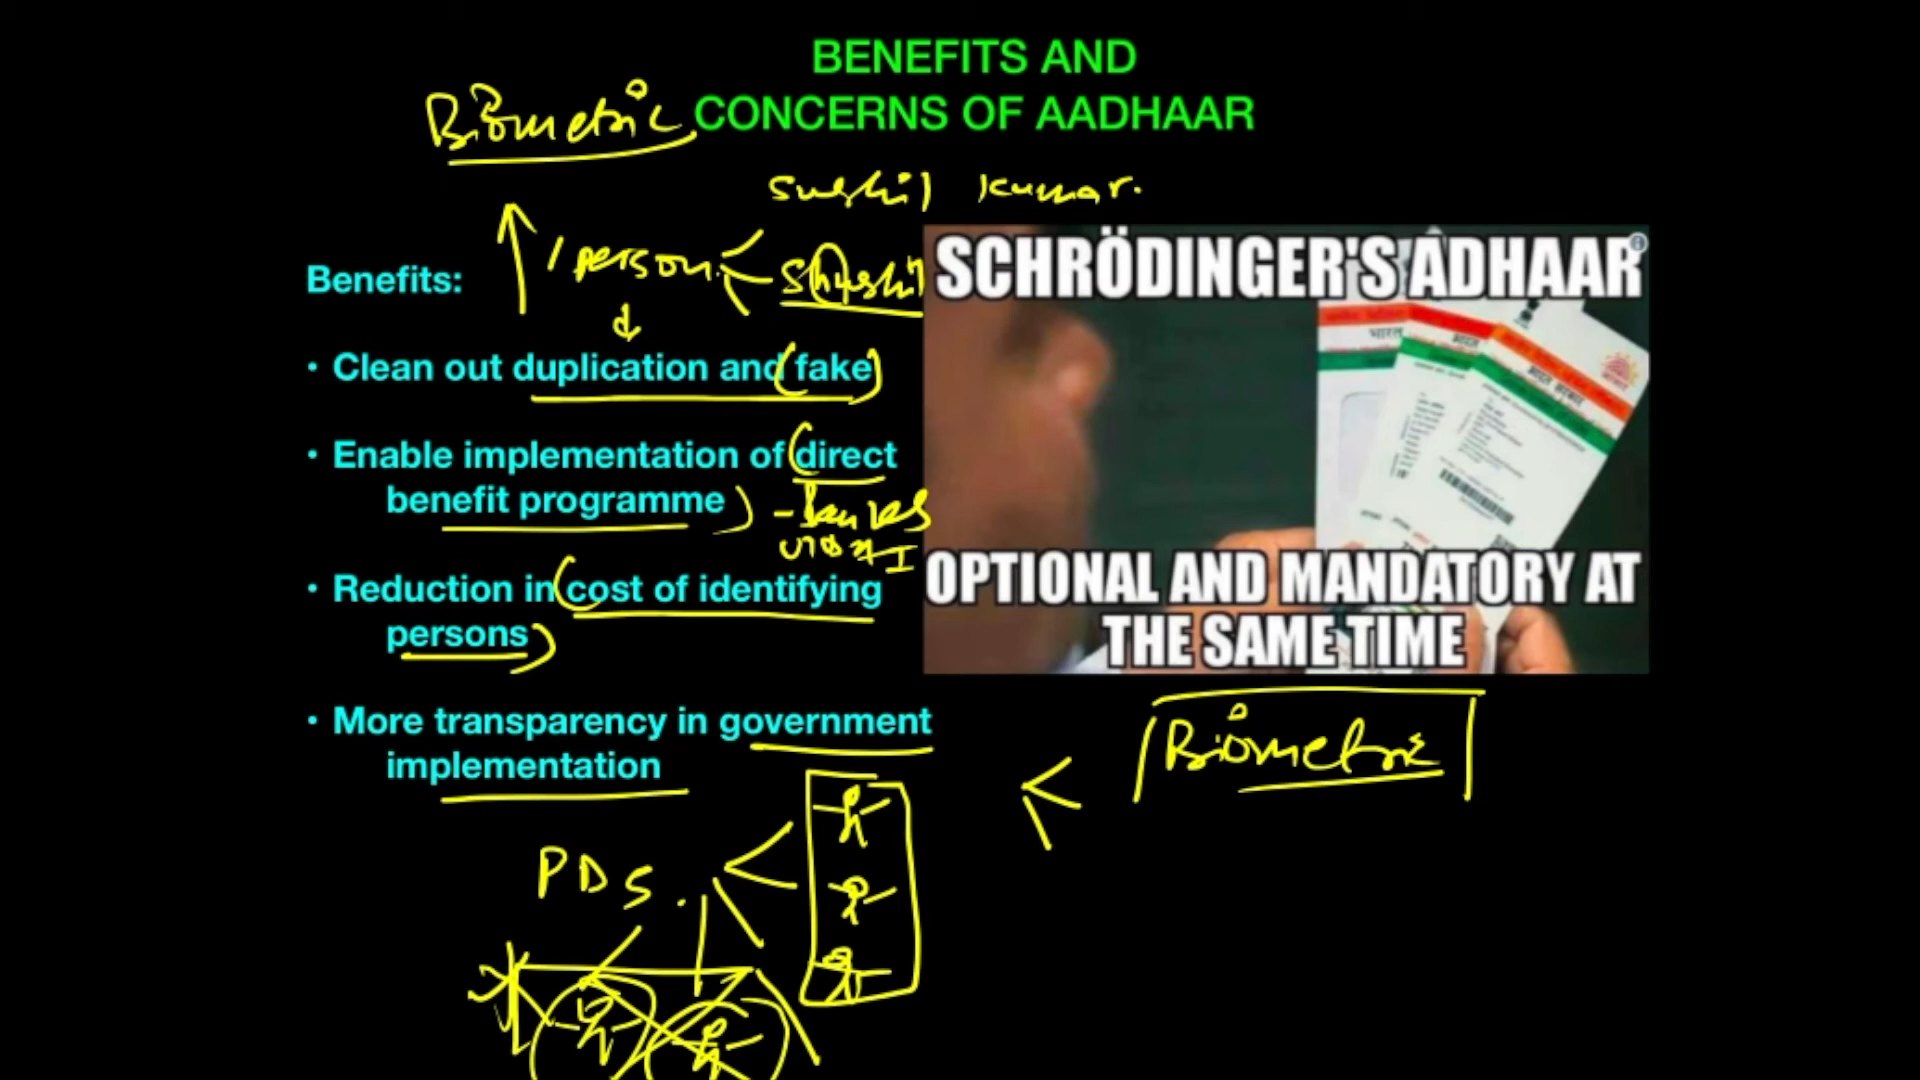 BENEFITS AND
Biometric CONCERNS OF AADHAAR
Sushil Kumar.
1 person
SCHRÖDINGER'S ADHAAR
Benefits:
• Clean out duplication and fake
• Enable implementation of direct
benefit programme
• Reduction in cost of identifying
persons
OPTIONAL AND MANDATORY AT
THE SAME TIME
• More transparency in government
implementation
Biometric
PDS.